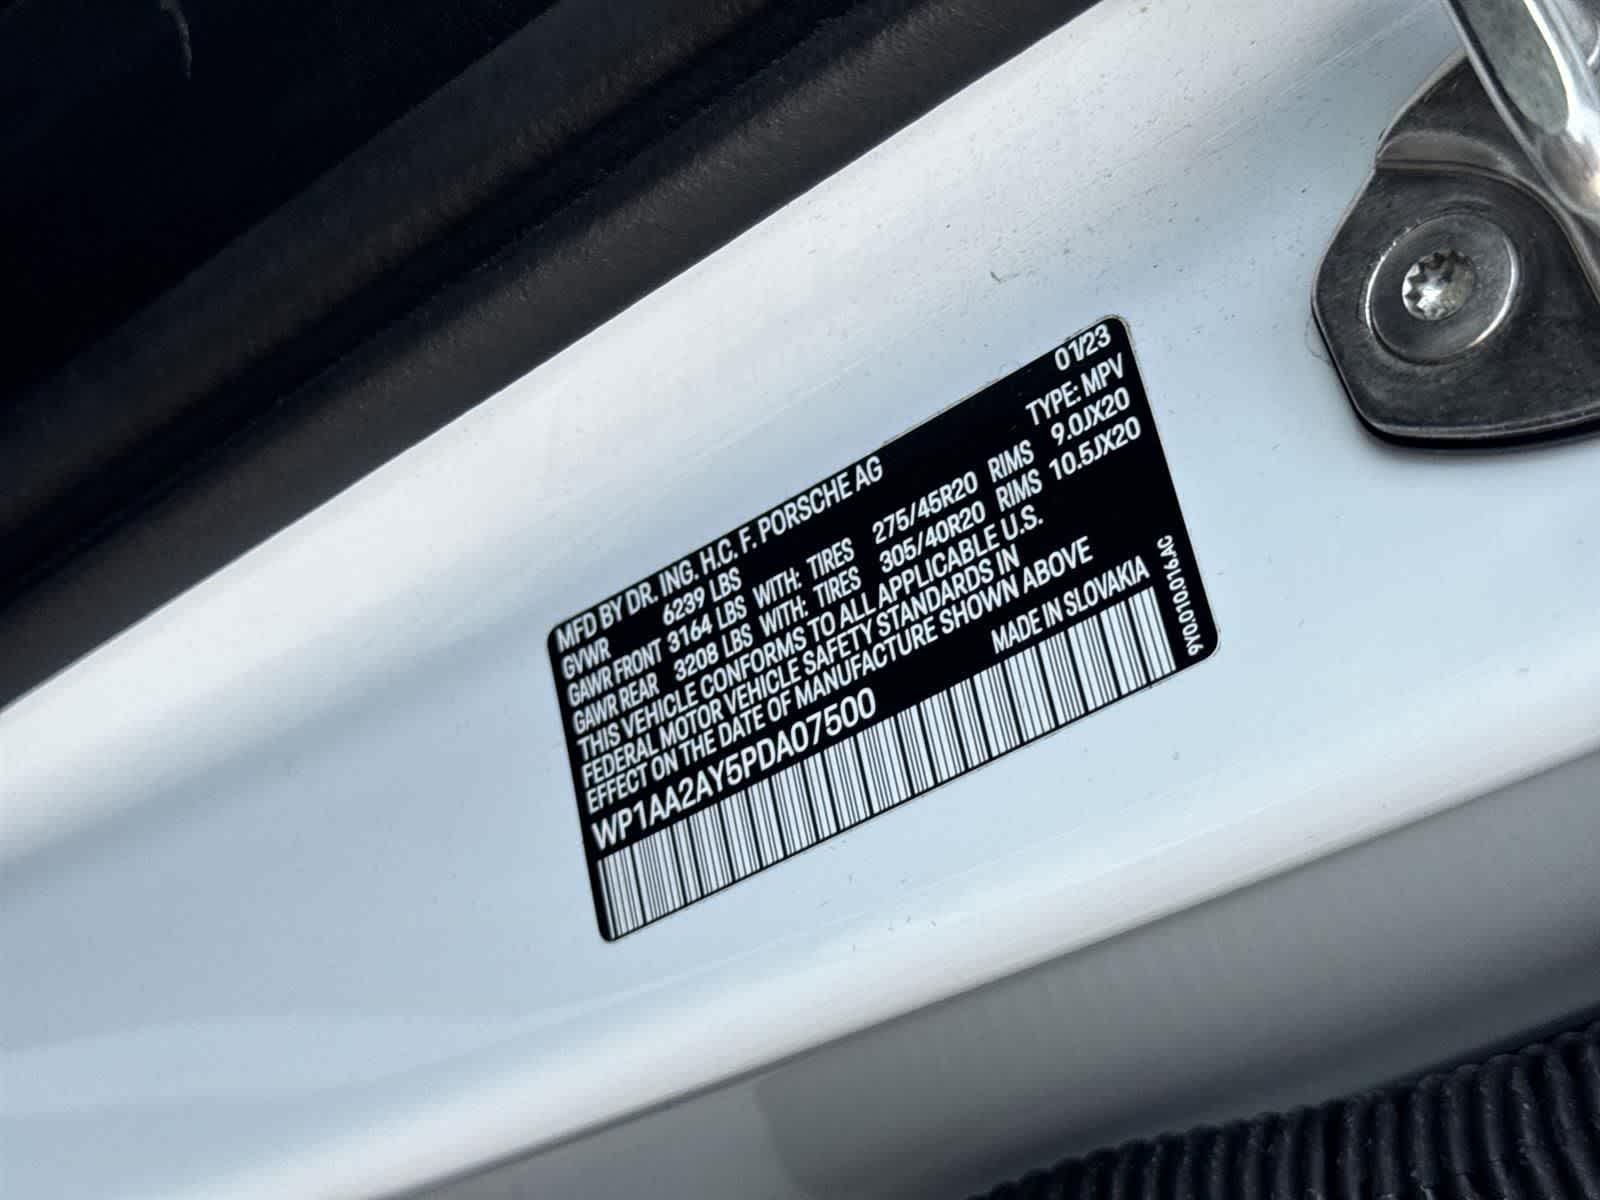 01/23
MFD BY DR. ING. H.C. F. PORSCHE AG TYPE: MPV
GVWR 6239 LBS
GAWR FRONT 3164 LBS WITH: TIRES 275/45R20 RIMS 9.0JX20
GAWR REAR 3208 LBS WITH: TIRES 305/40R20 RIMS 10.5JX20
THIS VEHICLE CONFORMS TO ALL APPLICABLE U.S.
FEDERAL MOTOR VEHICLE SAFETY STANDARDS IN
EFFECT ON THE DATE OF MANUFACTURE SHOWN ABOVE
WP1AA2AY5PDA07500 MADE IN SLOVAKIA
9Y0.010.016.AC